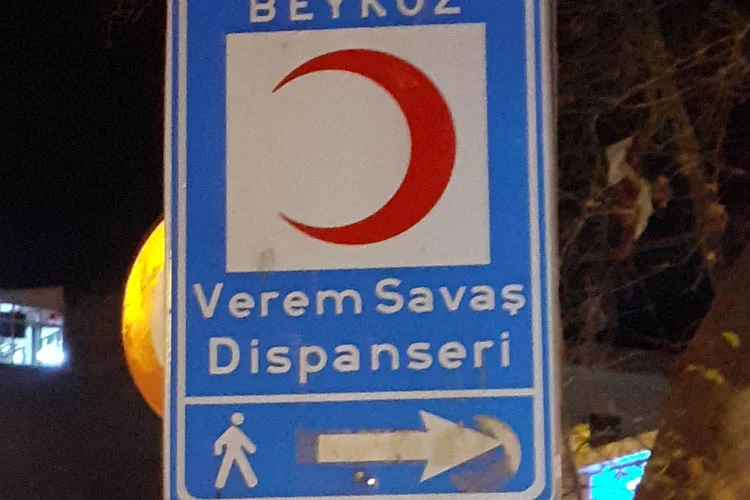 BEYKOZ
Verem Savaş
Dispanseri